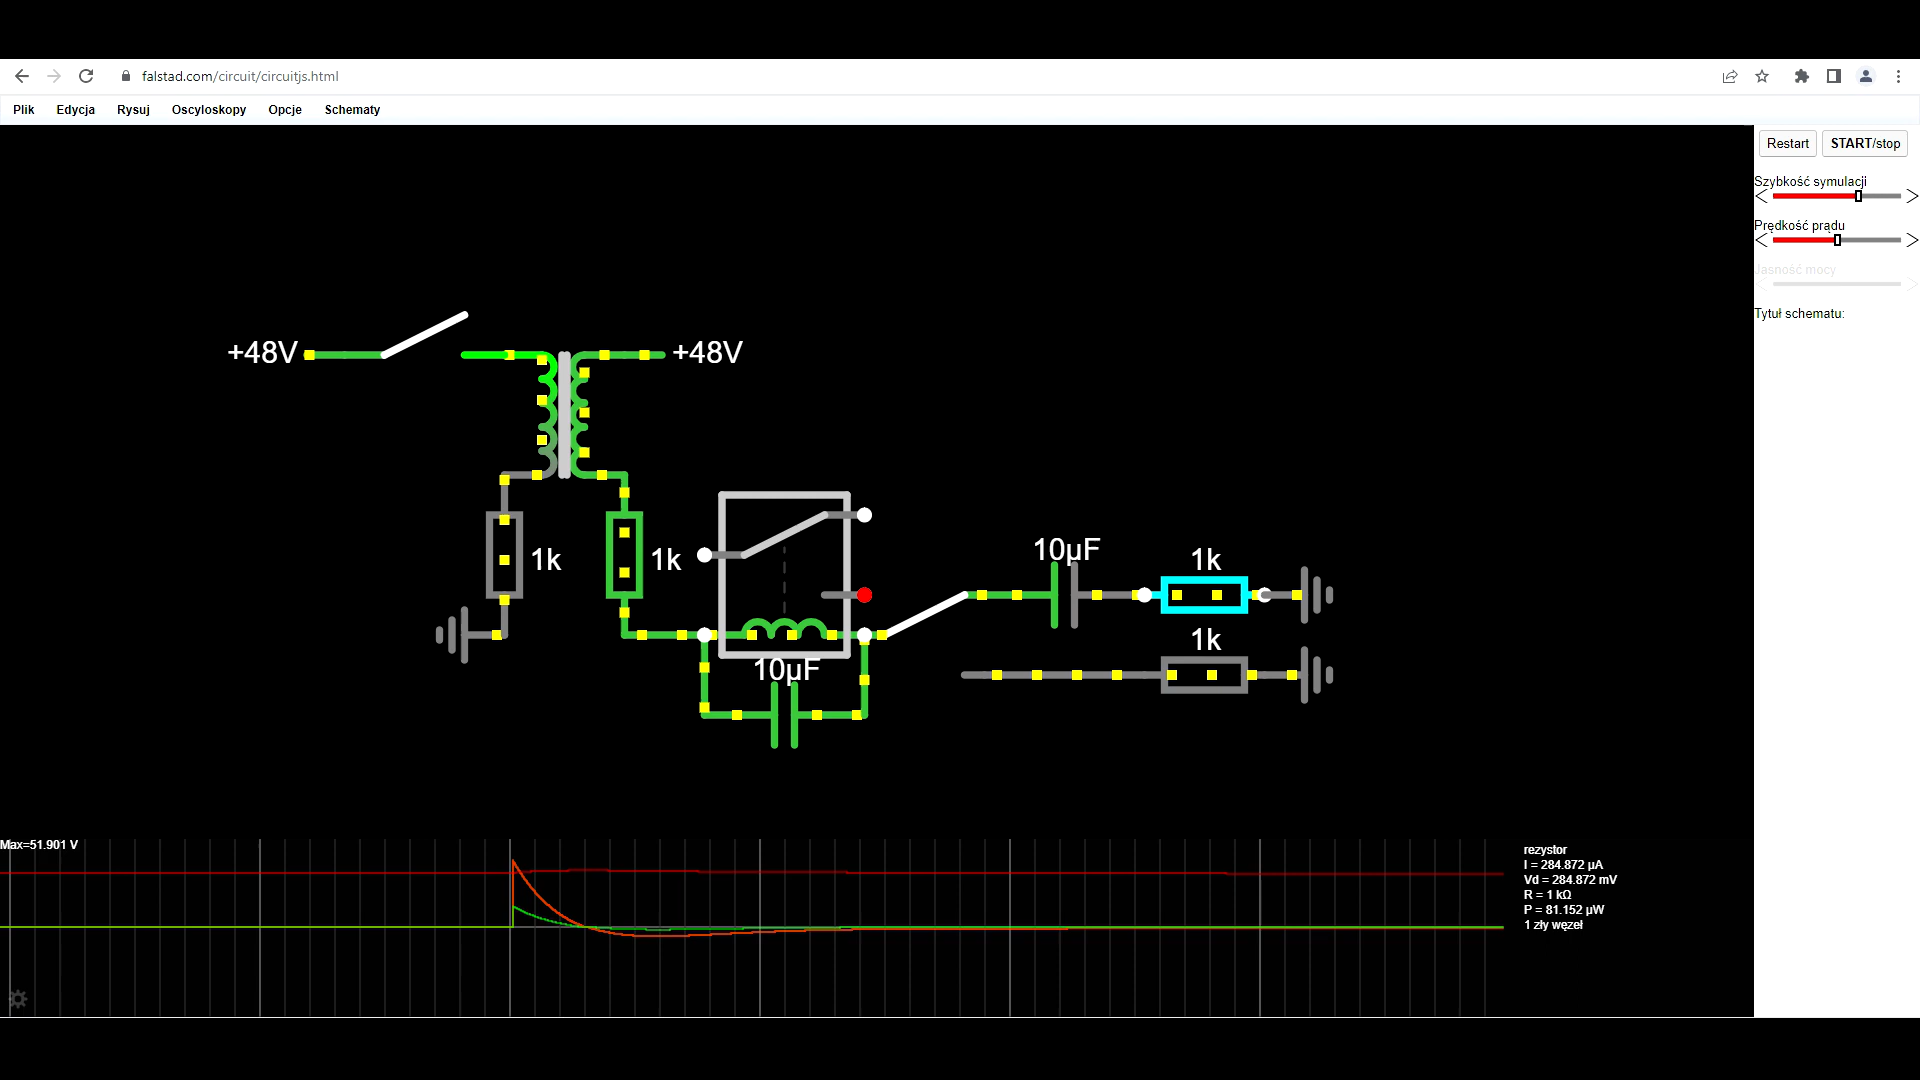 falstad.com/circuit/circuitjs.html
Plik Edycja Rysuj Oscyloskopy Opcje Schematy
Restart START/stop
Szybkość symulacji
Prędkość prądu
Jasność mocy
Tytuł schematu:
+48V +48V
1k 1k
10µF 1k
1k
10µF
Max=51.901 V
rezystor
I = 284.872 µA
Vd = 284.872 mV
R = 1 kΩ
P = 81.152 µW
1 zły węzeł